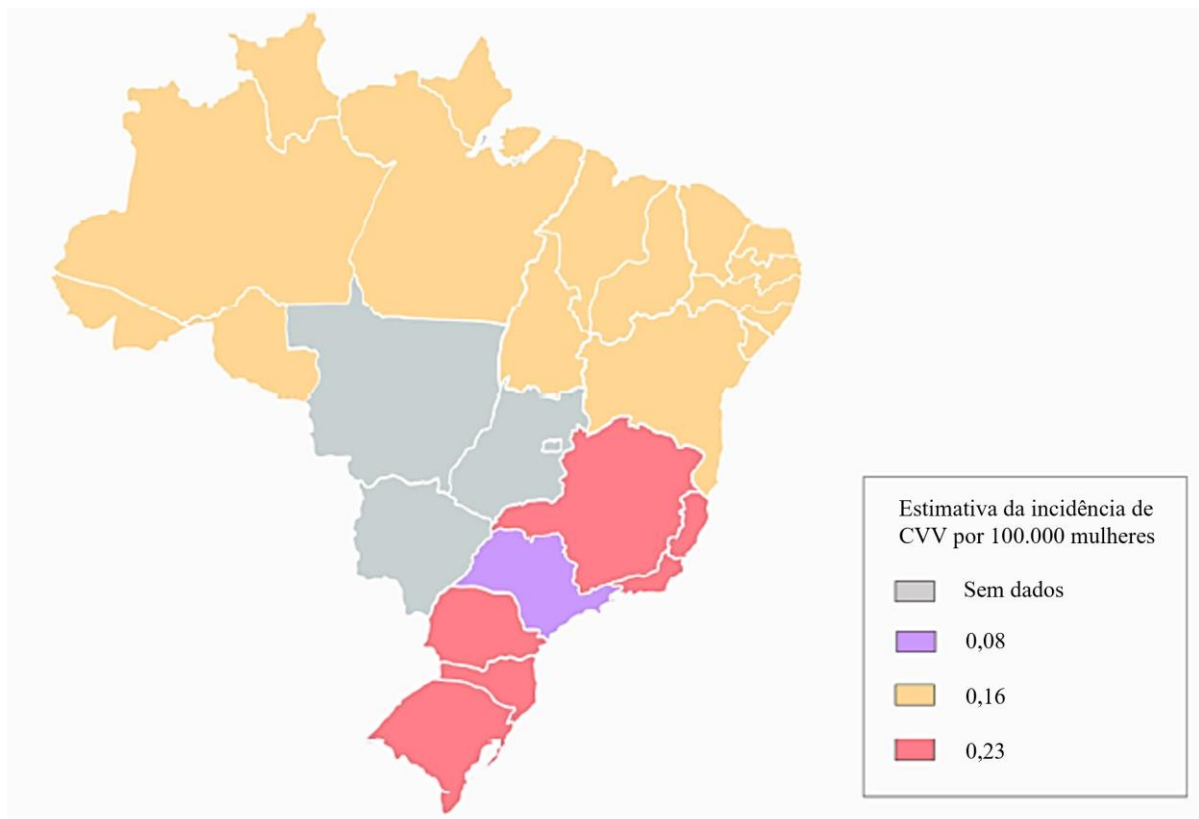 Estimativa da incidência de
CVV por 100.000 mulheres
Sem dados
0,08
0,16
0,23